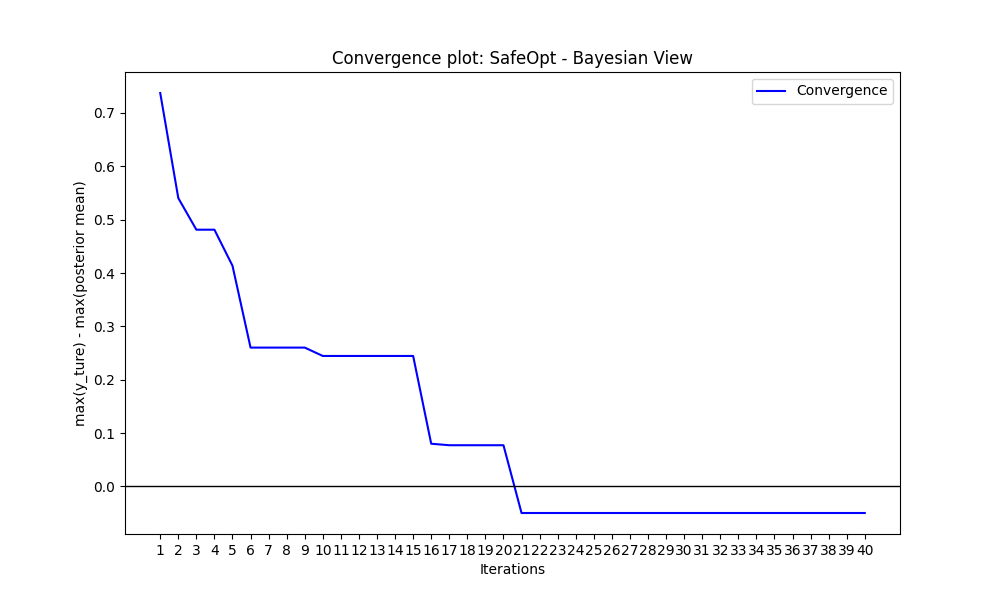 Convergence plot: SafeOpt - Bayesian View
Convergence
max(y_ture) - max(posterior mean)
0.7
0.6
0.5
0.4
0.3
0.2
0.1
0.0
1 2 3 4 5 6 7 8 9 10 11 12 13 14 15 16 17 18 19 20 21 22 23 24 25 26 27 28 29 30 31 32 33 34 35 36 37 38 39 40
Iterations